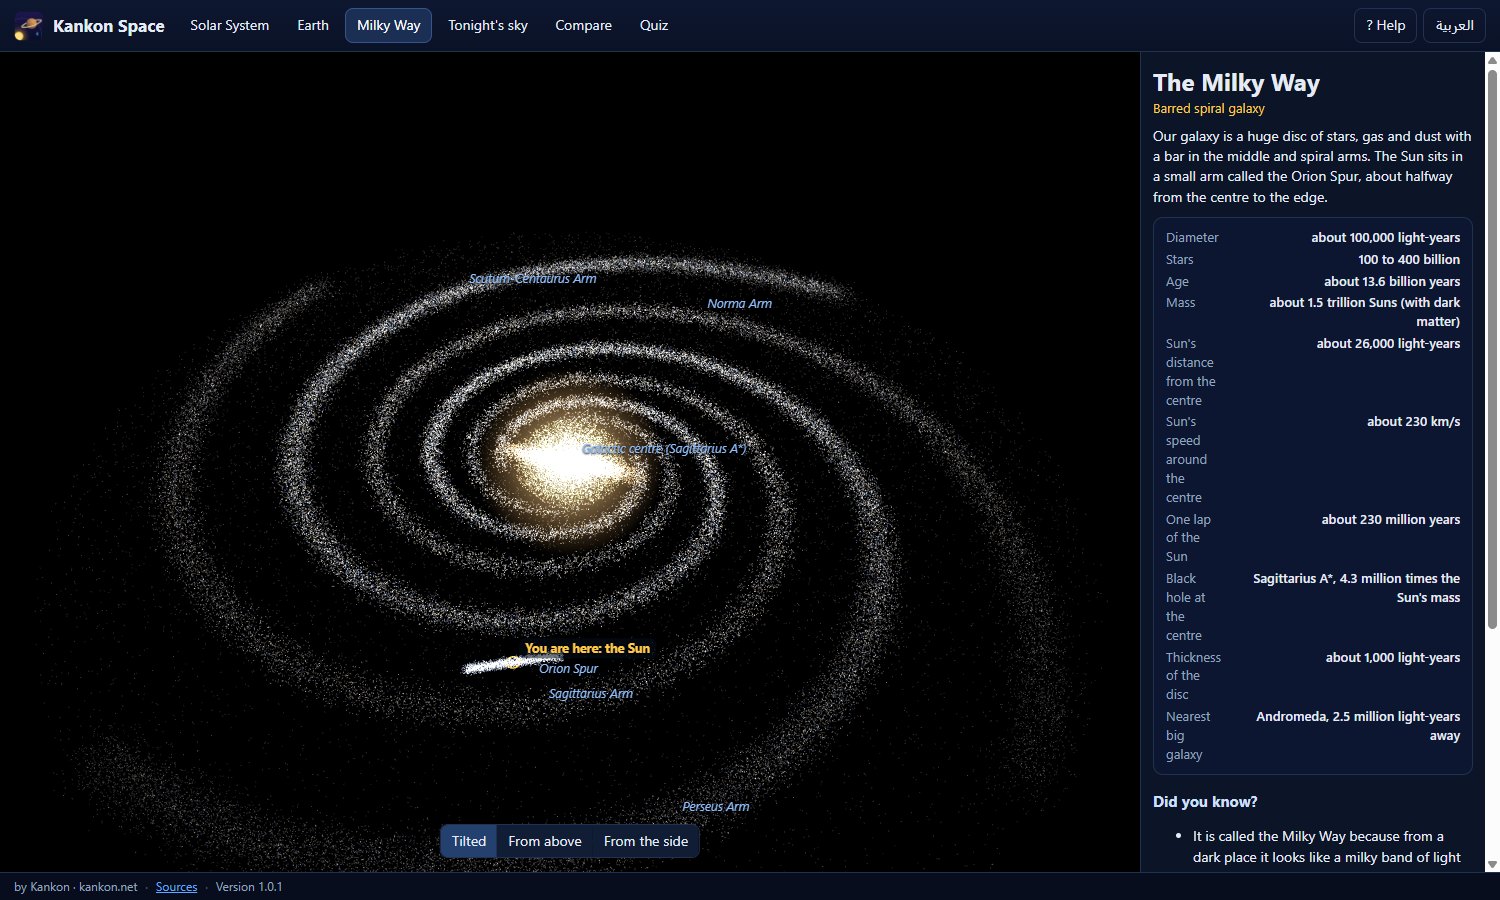 Kankon Space
Solar System
Earth
Milky Way
Tonight's sky
Compare
Quiz
? Help
العربية
Scutum-Centaurus Arm
Norma Arm
Galactic centre (Sagittarius A*)
You are here: the Sun
Orion Spur
Sagittarius Arm
Perseus Arm
Tilted
From above
From the side
The Milky Way
Barred spiral galaxy
Our galaxy is a huge disc of stars, gas and dust with
a bar in the middle and spiral arms. The Sun sits in
a small arm called the Orion Spur, about halfway
from the centre to the edge.
Diameter about 100,000 light-years
Stars 100 to 400 billion
Age about 13.6 billion years
Mass about 1.5 trillion Suns (with dark
matter)
Sun's about 26,000 light-years
distance
from the
centre
Sun's about 230 km/s
speed
around
the
centre
One lap about 230 million years
of the
Sun
Black Sagittarius A*, 4.3 million times the
hole at Sun's mass
the
centre
Thickness about 1,000 light-years
of the
disc
Nearest Andromeda, 2.5 million light-years
big away
galaxy
Did you know?
• It is called the Milky Way because from a
dark place it looks like a milky band of light
by Kankon · kankon.net · Sources · Version 1.0.1